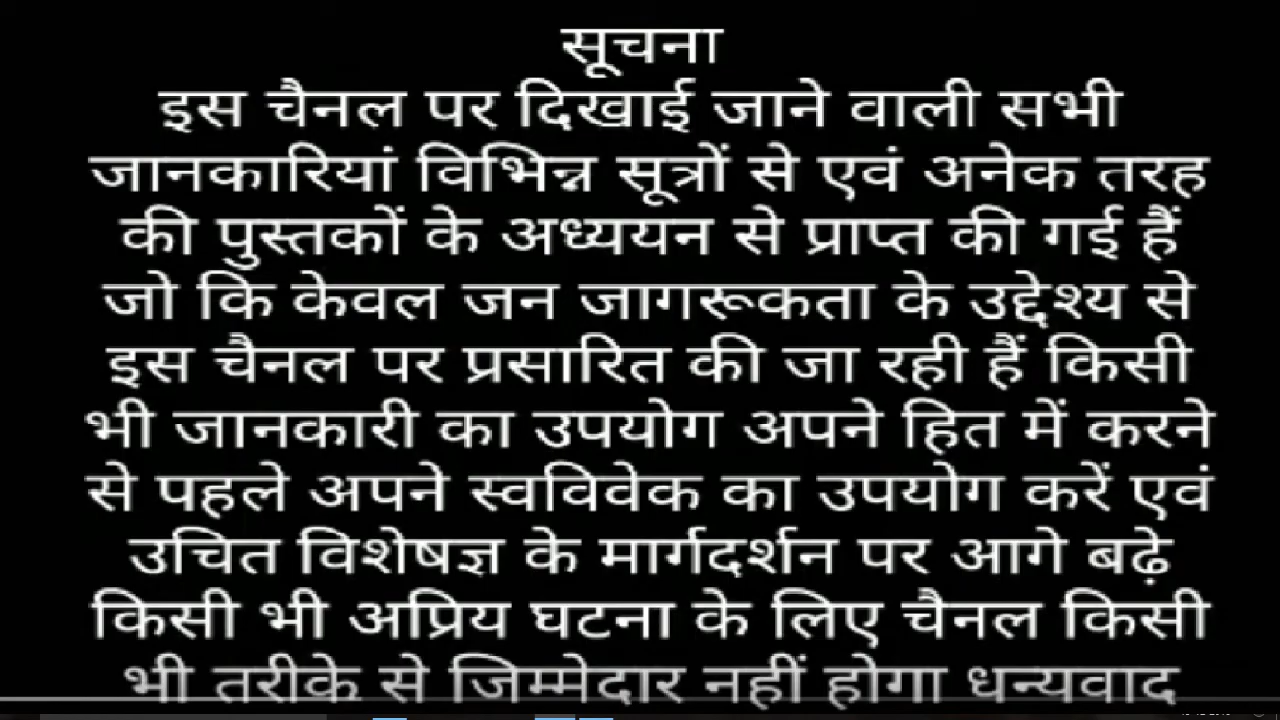 सूचना
इस चैनल पर दिखाई जाने वाली सभी
जानकारियां विभिन्न सूत्रों से एवं अनेक तरह
की पुस्तकों के अध्ययन से प्राप्त की गई हैं
जो कि केवल जन जागरूकता के उद्देश्य से
इस चैनल पर प्रसारित की जा रही हैं किसी
भी जानकारी का उपयोग अपने हित में करने
से पहले अपने स्वविवेक का उपयोग करें एवं
उचित विशेषज्ञ के मार्गदर्शन पर आगे बढ़े
किसी भी अप्रिय घटना के लिए चैनल किसी
भी तरीके से जिम्मेदार नहीं होगा धन्यवाद